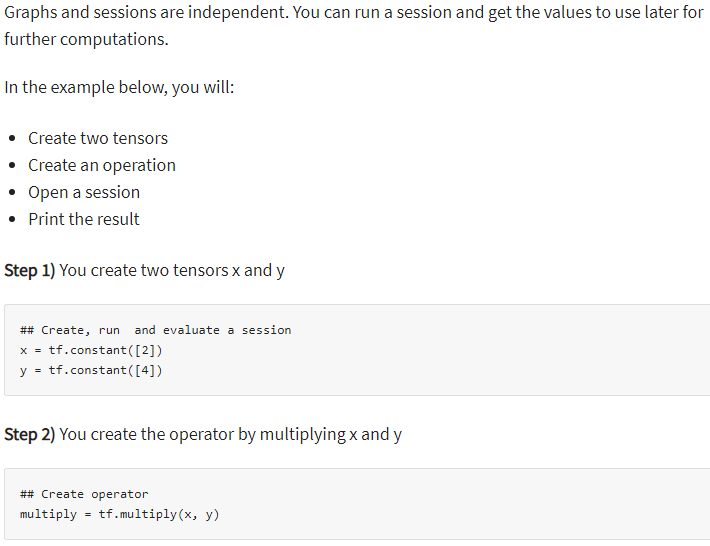 Graphs and sessions are independent. You can run a session and get the values to use later for
further computations.
In the example below, you will:
• Create two tensors
• Create an operation
• Open a session
• Print the result
Step 1) You create two tensors x and y
## Create, run  and evaluate a session
x = tf.constant([2])
y = tf.constant([4])
Step 2) You create the operator by multiplying x and y
## Create operator
multiply = tf.multiply(x, y)